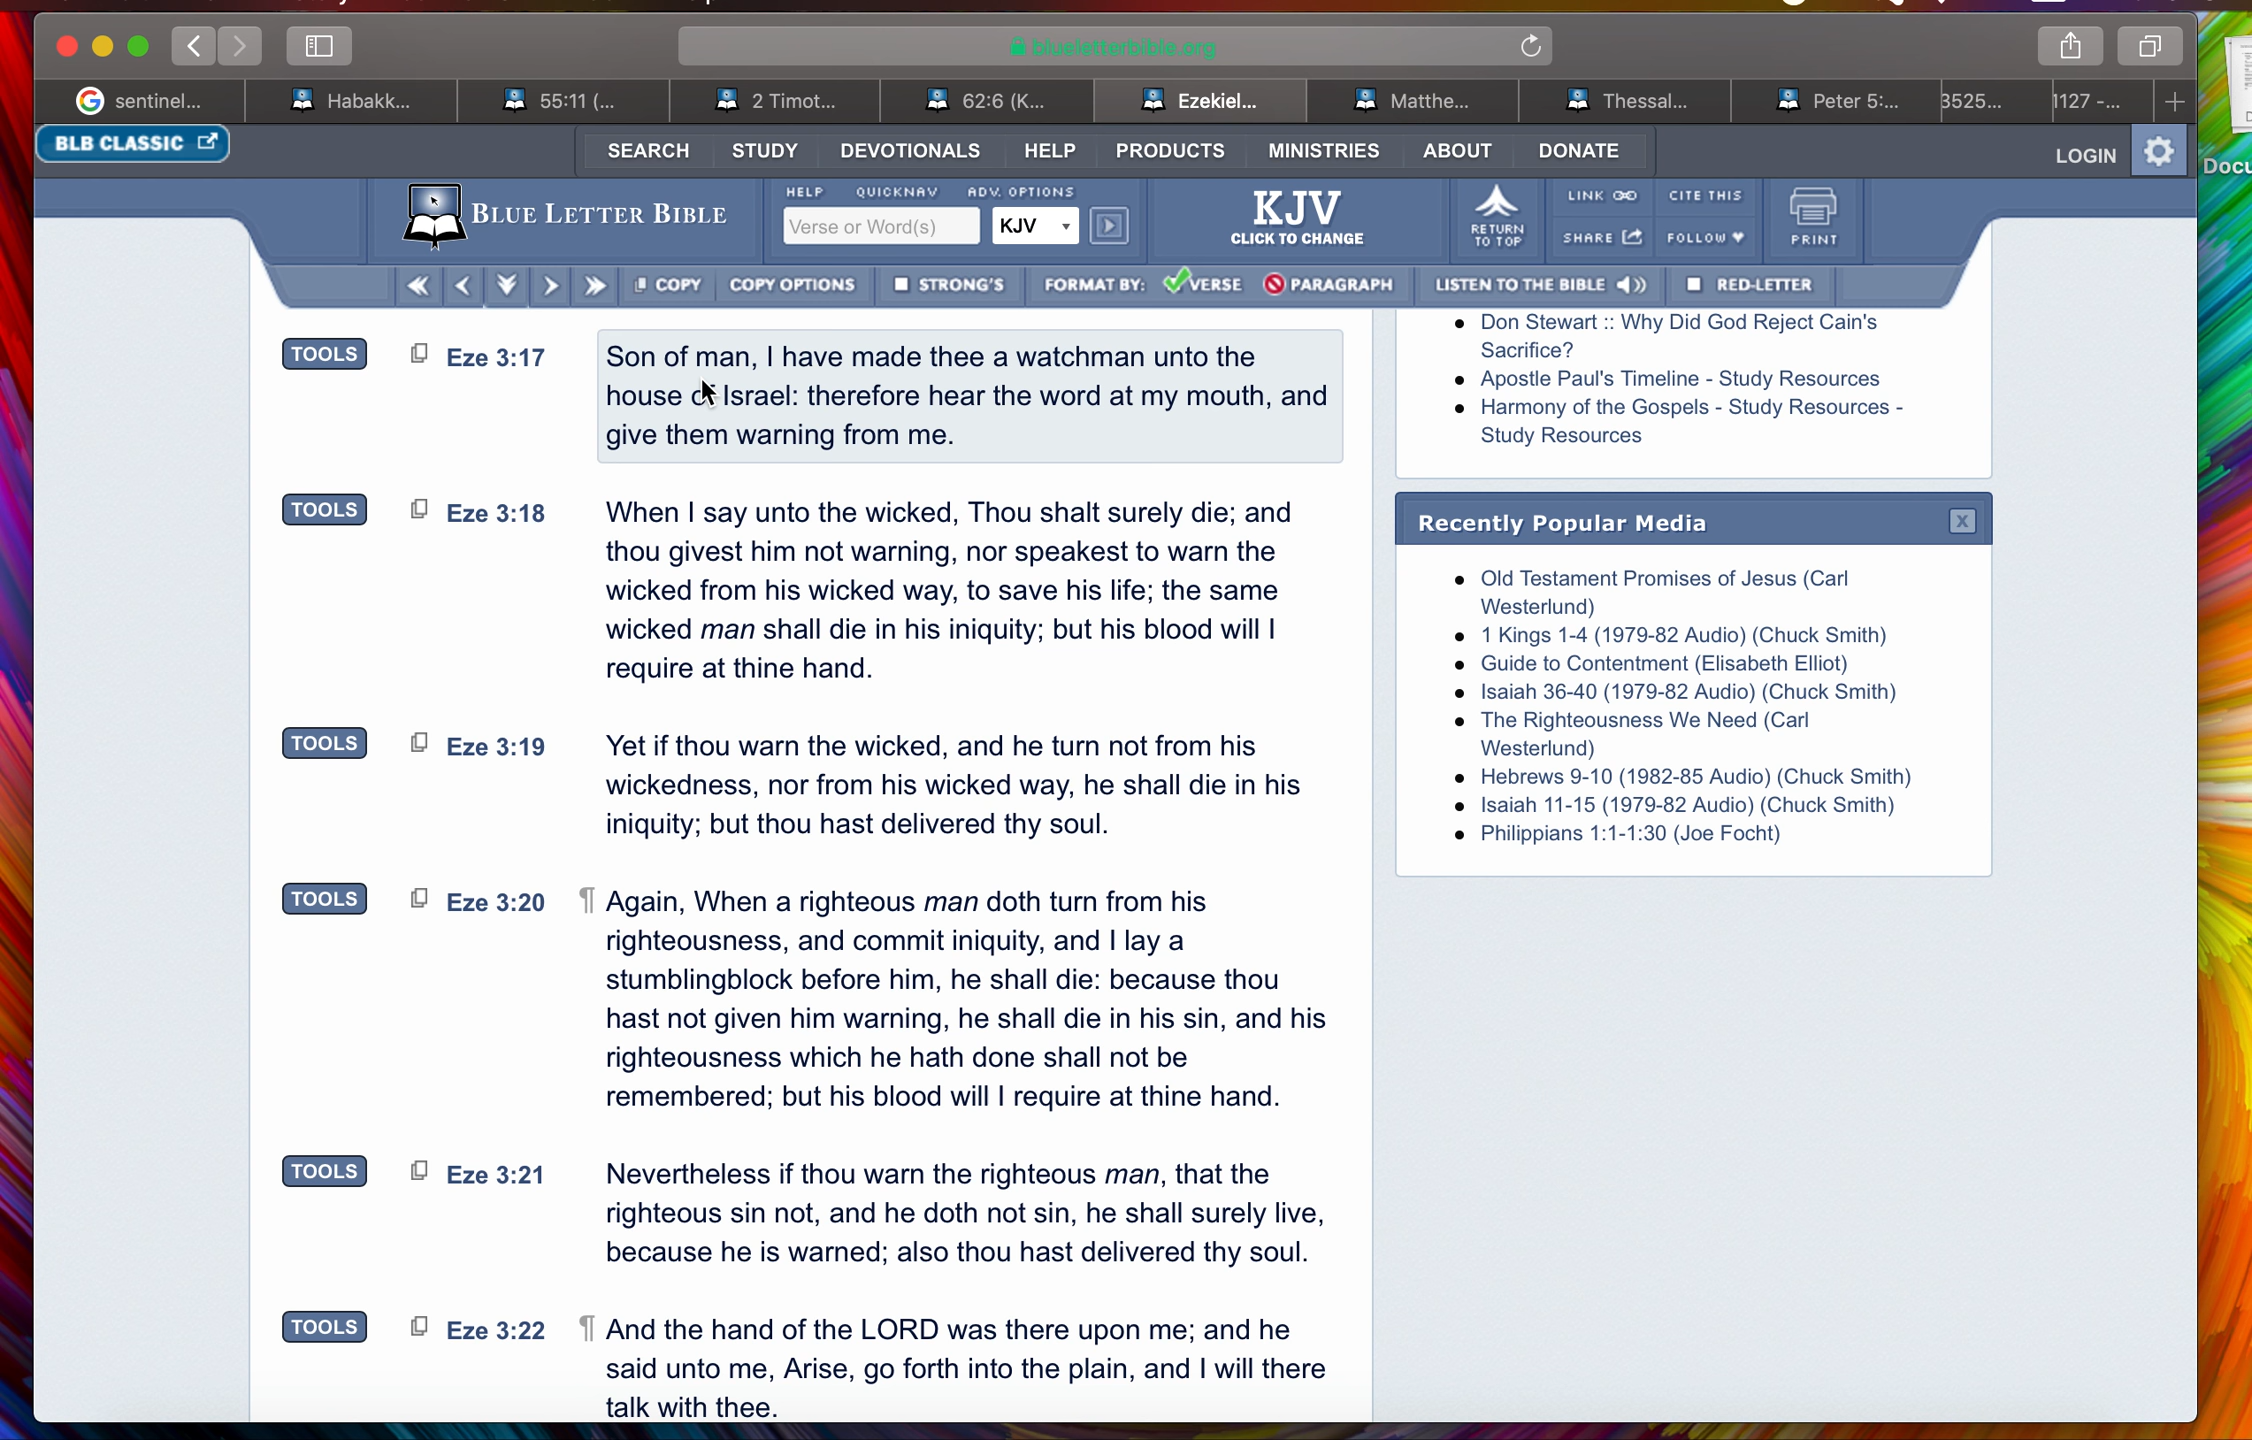 blueletterbible.org
sentinel...
Habakk...
55:11 (...
2 Timot...
62:6 (K...
Ezekiel...
Matthe...
Thessal...
Peter 5:...
3525...
1127 -...
BLB CLASSIC
SEARCH
STUDY
DEVOTIONALS
HELP
PRODUCTS
MINISTRIES
ABOUT
DONATE
LOGIN
Docu
BLUE LETTER BIBLE
HELP
QUICKNAV
ADV. OPTIONS
Verse or Word(s)
KJV
KJV
CLICK TO CHANGE
RETURN
TO TOP
LINK
CITE THIS
SHARE
FOLLOW
PRINT
COPY
COPY OPTIONS
STRONG'S
FORMAT BY:
VERSE
PARAGRAPH
LISTEN TO THE BIBLE
RED-LETTER
TOOLS
Eze 3:17
Son of man, I have made thee a watchman unto the
house of Israel: therefore hear the word at my mouth, and
give them warning from me.
TOOLS
Eze 3:18
When I say unto the wicked, Thou shalt surely die; and
thou givest him not warning, nor speakest to warn the
wicked from his wicked way, to save his life; the same
wicked man shall die in his iniquity; but his blood will I
require at thine hand.
TOOLS
Eze 3:19
Yet if thou warn the wicked, and he turn not from his
wickedness, nor from his wicked way, he shall die in his
iniquity; but thou hast delivered thy soul.
TOOLS
Eze 3:20
¶ Again, When a righteous man doth turn from his
righteousness, and commit iniquity, and I lay a
stumblingblock before him, he shall die: because thou
hast not given him warning, he shall die in his sin, and his
righteousness which he hath done shall not be
remembered; but his blood will I require at thine hand.
TOOLS
Eze 3:21
Nevertheless if thou warn the righteous man, that the
righteous sin not, and he doth not sin, he shall surely live,
because he is warned; also thou hast delivered thy soul.
TOOLS
Eze 3:22
¶ And the hand of the LORD was there upon me; and he
said unto me, Arise, go forth into the plain, and I will there
talk with thee.
Don Stewart :: Why Did God Reject Cain's
Sacrifice?
Apostle Paul's Timeline - Study Resources
Harmony of the Gospels - Study Resources -
Study Resources
Recently Popular Media
X
Old Testament Promises of Jesus (Carl
Westerlund)
1 Kings 1-4 (1979-82 Audio) (Chuck Smith)
Guide to Contentment (Elisabeth Elliot)
Isaiah 36-40 (1979-82 Audio) (Chuck Smith)
The Righteousness We Need (Carl
Westerlund)
Hebrews 9-10 (1982-85 Audio) (Chuck Smith)
Isaiah 11-15 (1979-82 Audio) (Chuck Smith)
Philippians 1:1-1:30 (Joe Focht)